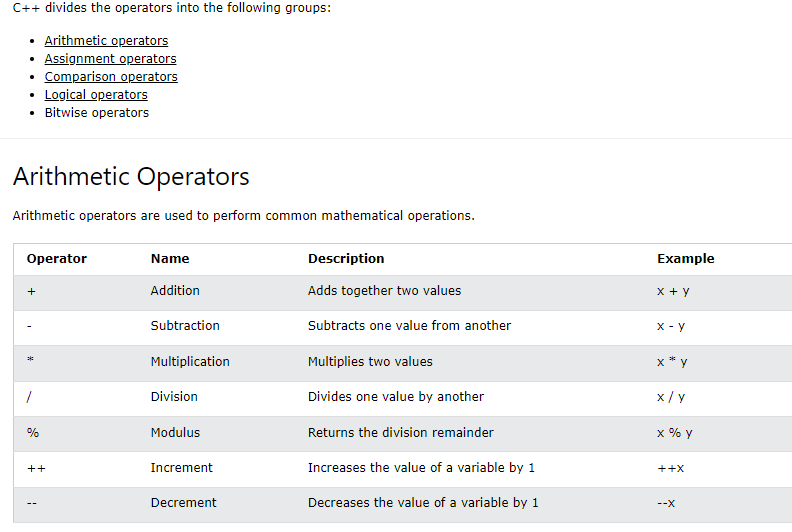 C++ divides the operators into the following groups:
• Arithmetic operators
• Assignment operators
• Comparison operators
• Logical operators
• Bitwise operators
Arithmetic Operators
Arithmetic operators are used to perform common mathematical operations.
Operator Name Description Example
+ Addition Adds together two values x + y
- Subtraction Subtracts one value from another x - y
* Multiplication Multiplies two values x * y
/ Division Divides one value by another x / y
% Modulus Returns the division remainder x % y
++ Increment Increases the value of a variable by 1 ++x
-- Decrement Decreases the value of a variable by 1 --x